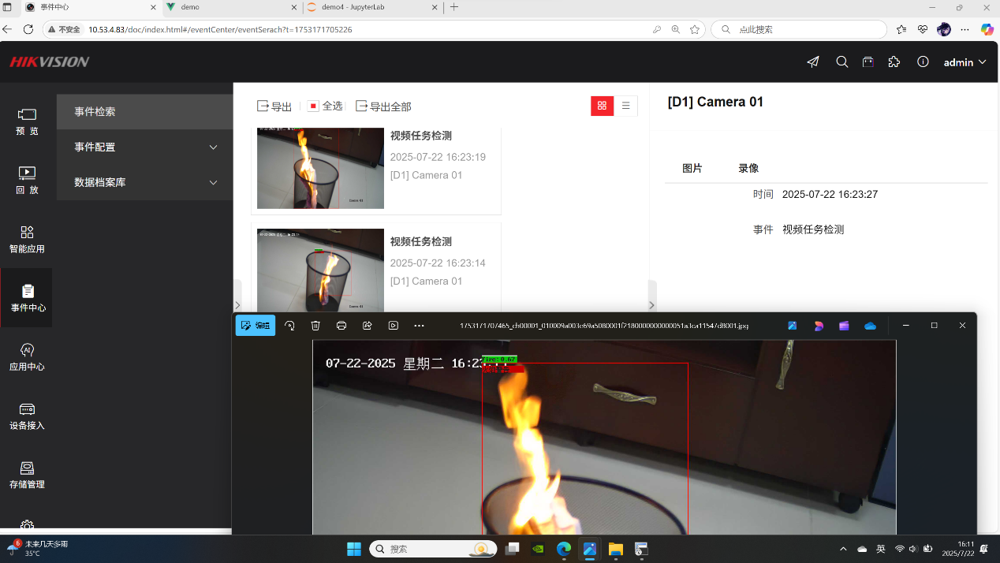 事件中心
demo
demo4 - JupyterLab
不安全 10.53.4.83/doc/index.html#/eventCenter/eventSerach?t=1753171705226
点此搜索
HIKVISION
admin
预 览
回 放
智能应用
事件中心
应用中心
设备接入
存储管理
事件检索
事件配置
数据档案库
导出
全选
导出全部
视频任务检测
2025-07-22 16:23:19
[D1] Camera 01
Camera 01
视频任务检测
2025-07-22 16:23:14
[D1] Camera 01
Camera 01
[D1] Camera 01
图片 录像
时间 2025-07-22 16:23:27
事件 视频任务检测
编辑
07-22-2025 星期二 16:23
fire:0.67
6
未来几天多雨
35°C
搜索
英
16:11
2025/7/22